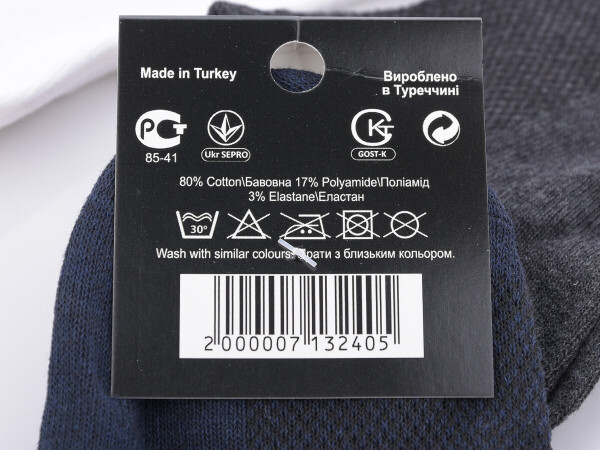 Made in Turkey
Вироблено
в Туреччині
РСТ
85-41
Ukr SEPRO
GOST-K
80% Cotton\Бавовна 17% Polyamide\Поліамід
3% Elastane\Еластан
30°
Wash with similar colours. Прати з близьким кольором.
2 000007 132405